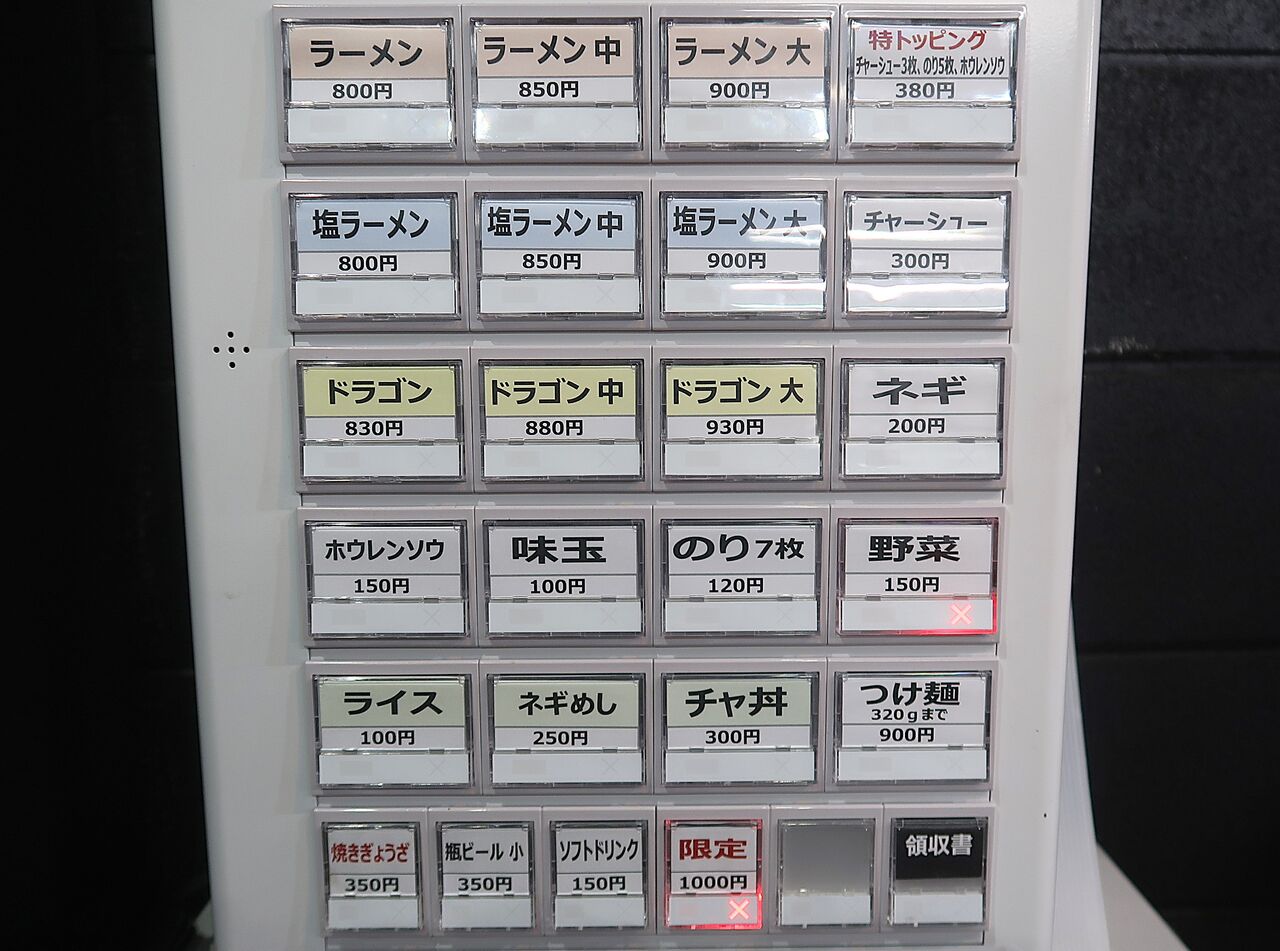 ラーメン
800円
ラーメン 中
850円
ラーメン 大
900円
特トッピング
チャーシュー3枚、のり5枚、ホウレンソウ
380円
塩ラーメン
800円
塩ラーメン 中
850円
塩ラーメン 大
900円
チャーシュー
300円
ドラゴン
830円
ドラゴン 中
880円
ドラゴン 大
930円
ネギ
200円
ホウレンソウ
150円
味玉
100円
のり7枚
120円
野菜
150円
×
ライス
100円
ネギめし
250円
チャ丼
300円
つけ麺
320gまで
900円
焼きぎょうざ
350円
瓶ビール 小
350円
ソフトドリンク
150円
限定
1000円
×
領収書